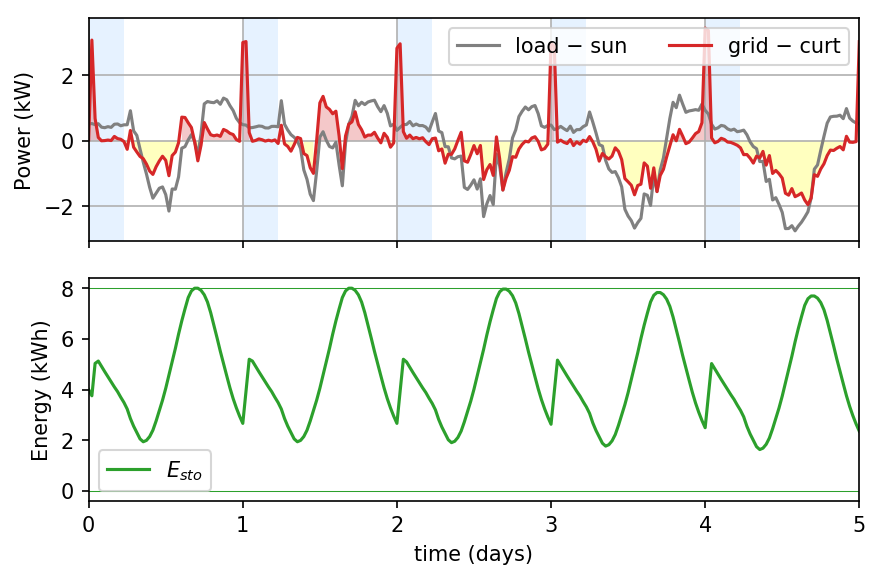 load − sun
grid − curt
Power (kW)
2
0
−2
8
6
4
2
0
Energy (kWh)
E_sto
0 1 2 3 4 5
time (days)